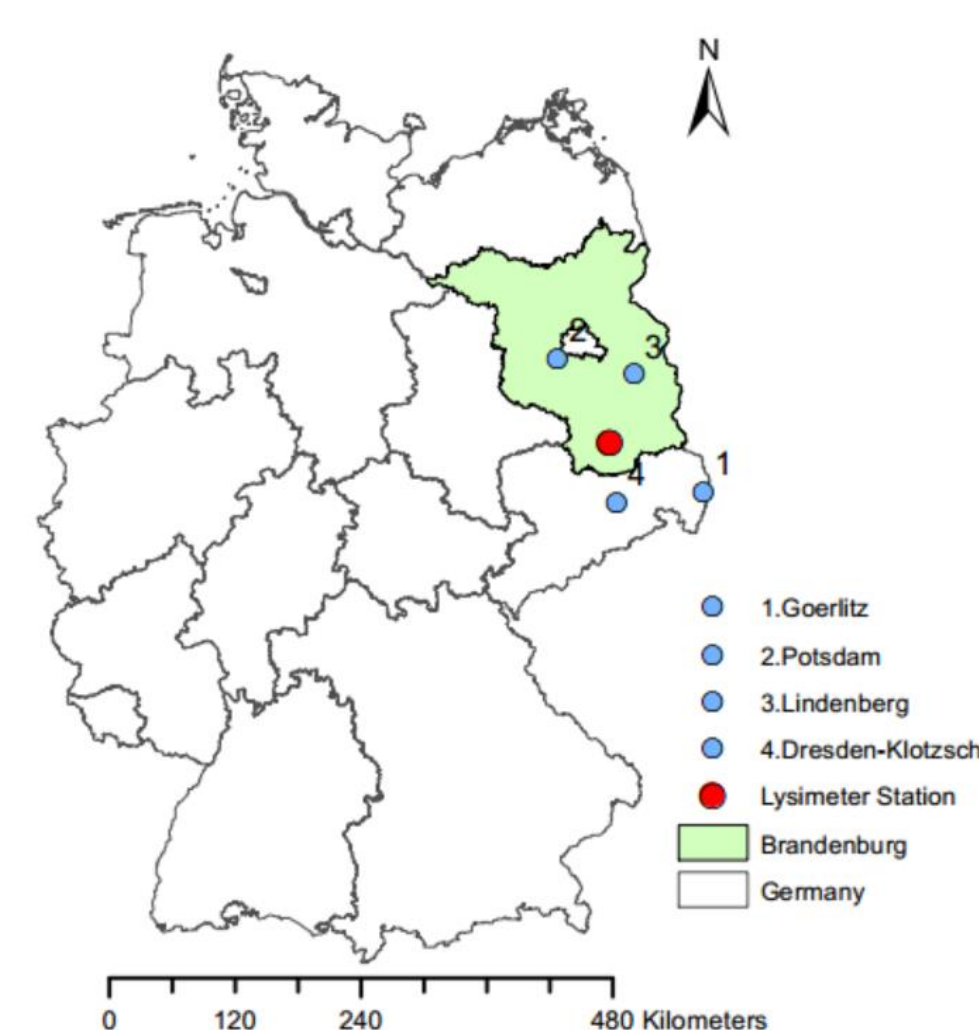 N
2
3
1
4
1.Goerlitz
2.Potsdam
3.Lindenberg
4.Dresden-Klotzsch
Lysimeter Station
Brandenburg
Germany
0 120 240 480 Kilometers